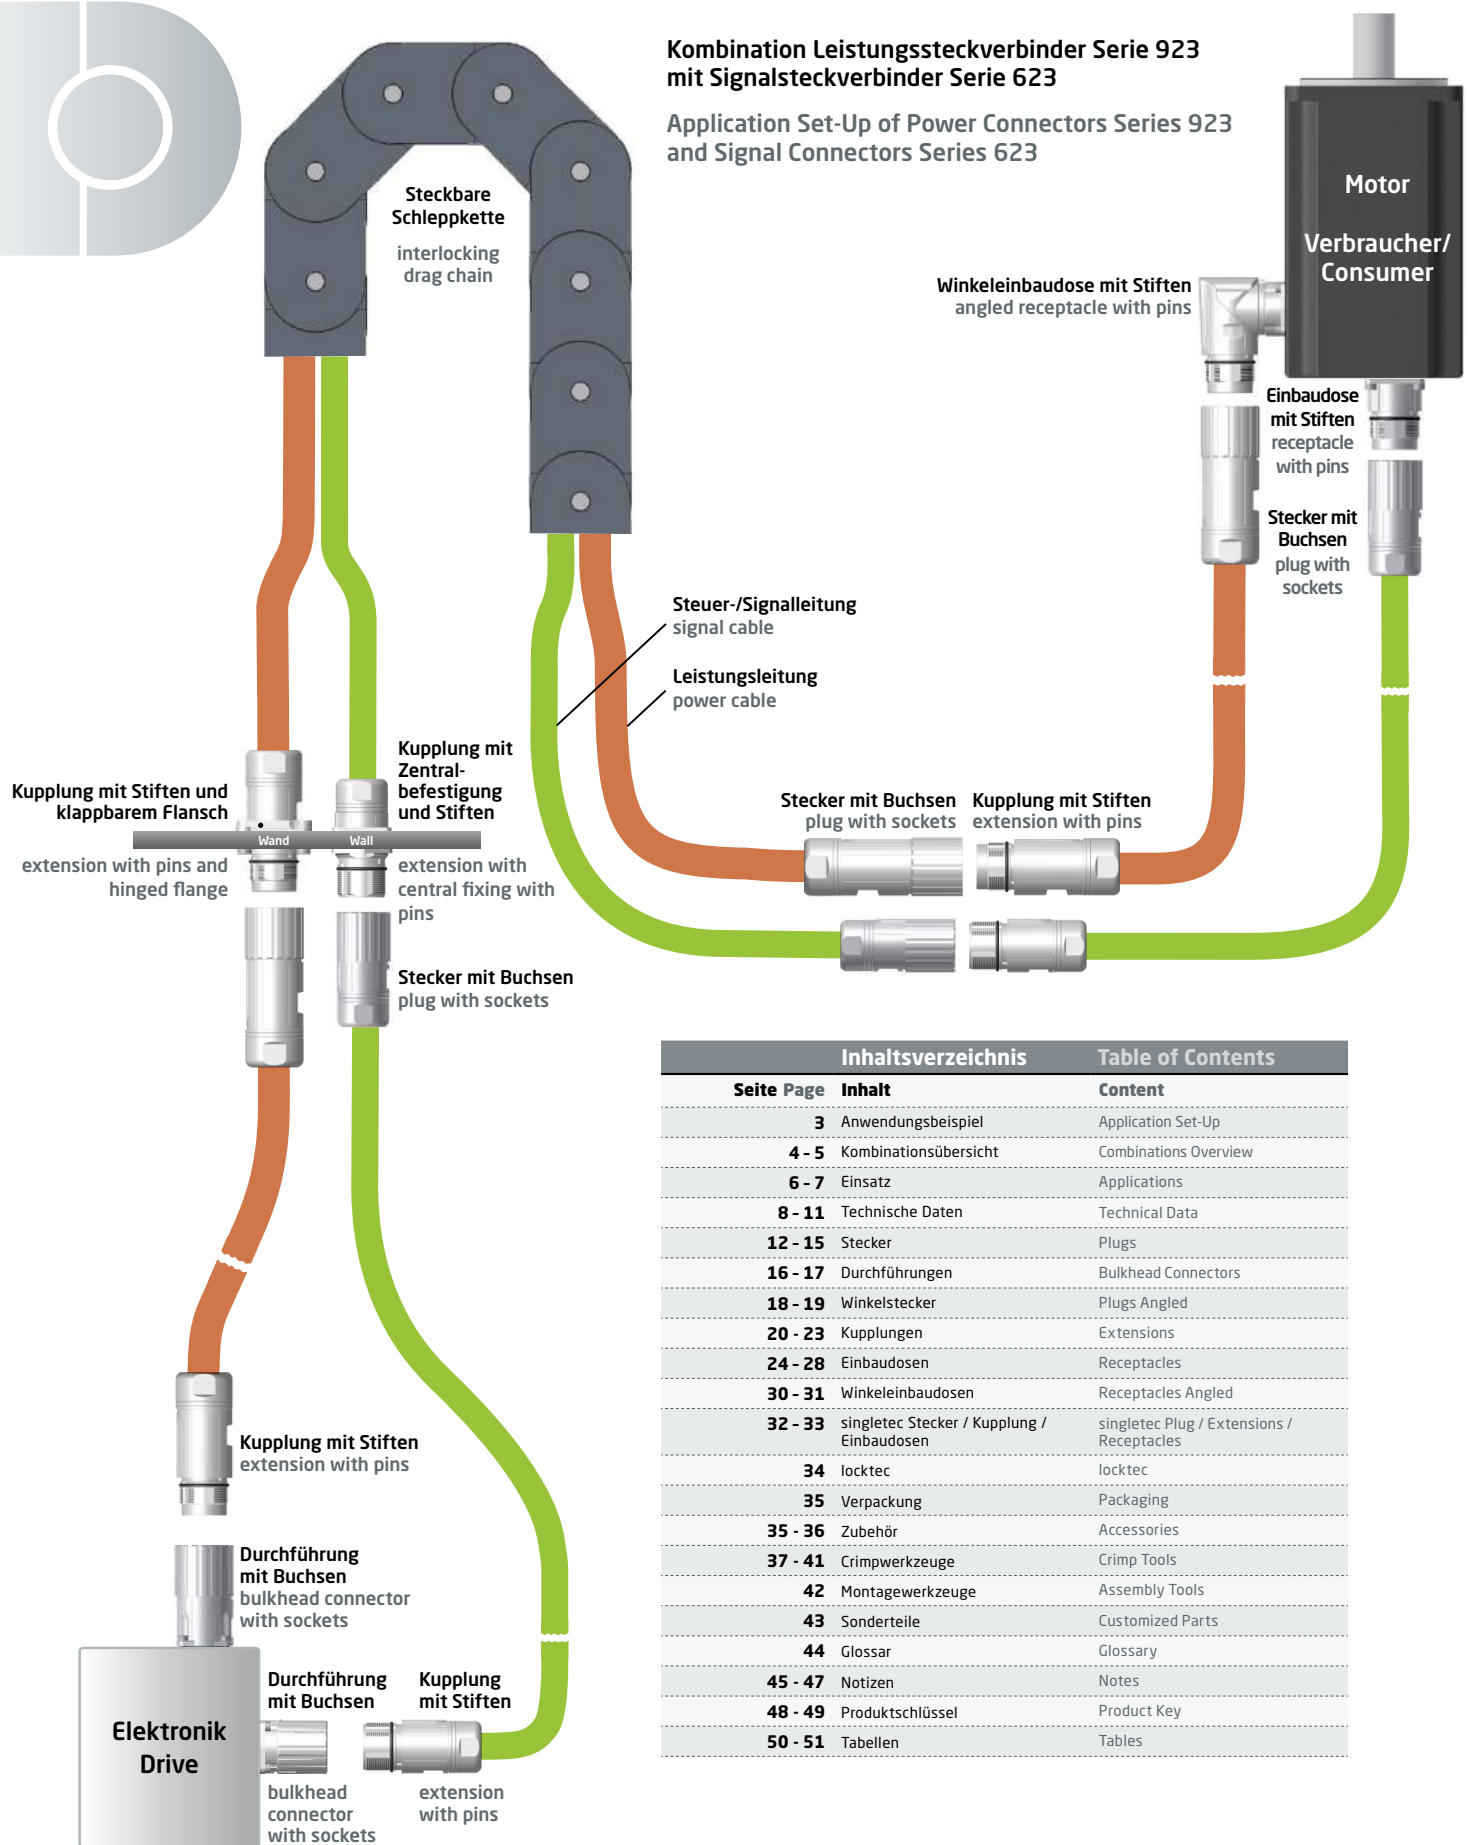 Kombination Leistungssteckverbinder Serie 923
mit Signalsteckverbinder Serie 623
Application Set-Up of Power Connectors Series 923
and Signal Connectors Series 623
Motor
Verbraucher/
Consumer
Steckbare
Schleppkette
interlocking
drag chain
Winkeleinbaudose mit Stiften
angled receptacle with pins
Einbaudose
mit Stiften
receptacle
with pins
Stecker mit
Buchsen
plug with
sockets
Steuer-/Signalleitung
signal cable
Leistungsleitung
power cable
Kupplung mit Stiften und
klappbarem Flansch
Wand
Wall
extension with pins and
hinged flange
Kupplung mit
Zentral-
befestigung
und Stiften
extension with
central fixing with
pins
Stecker mit Buchsen
plug with sockets
Kupplung mit Stiften
extension with pins
Stecker mit Buchsen
plug with sockets
Kupplung mit Stiften
extension with pins
Durchführung
mit Buchsen
bulkhead connector
with sockets
Elektronik
Drive
Durchführung
mit Buchsen
bulkhead
connector
with sockets
Kupplung
mit Stiften
extension
with pins
Inhaltsverzeichnis Table of Contents
Seite Page Inhalt Content
3 Anwendungsbeispiel Application Set-Up
4 – 5 Kombinationsübersicht Combinations Overview
6 – 7 Einsatz Applications
8 – 11 Technische Daten Technical Data
12 – 15 Stecker Plugs
16 – 17 Durchführungen Bulkhead Connectors
18 – 19 Winkelstecker Plugs Angled
20 - 23 Kupplungen Extensions
24 – 28 Einbaudosen Receptacles
30 – 31 Winkeleinbaudosen Receptacles Angled
32 – 33 singletec Stecker / Kupplung / singletec Plug / Extensions /
Einbaudosen Receptacles
34 locktec locktec
35 Verpackung Packaging
35 - 36 Zubehör Accessories
37 - 41 Crimpwerkzeuge Crimp Tools
42 Montagewerkzeuge Assembly Tools
43 Sonderteile Customized Parts
44 Glossar Glossary
45 - 47 Notizen Notes
48 - 49 Produktschlüssel Product Key
50 - 51 Tabellen Tables